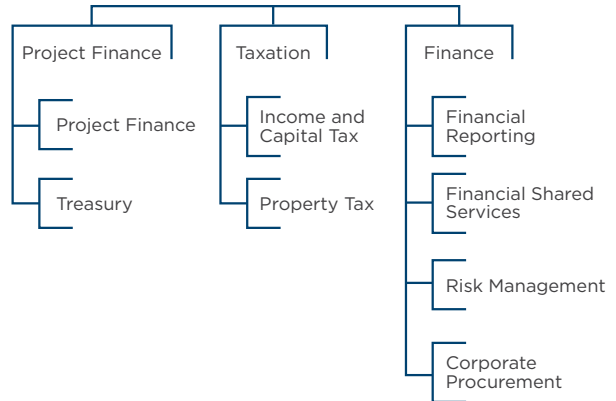 Project Finance
Project Finance
Treasury
Taxation
Income and
Capital Tax
Property Tax
Finance
Financial
Reporting
Financial Shared
Services
Risk Management
Corporate
Procurement